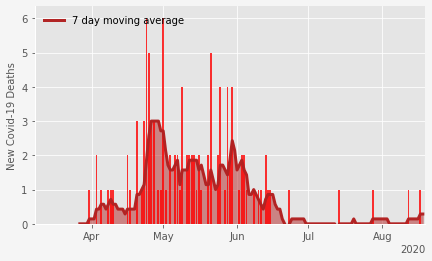 7 day moving average
New Covid-19 Deaths
6
5
4
3
2
1
0
Apr
May
Jun
Jul
Aug
2020